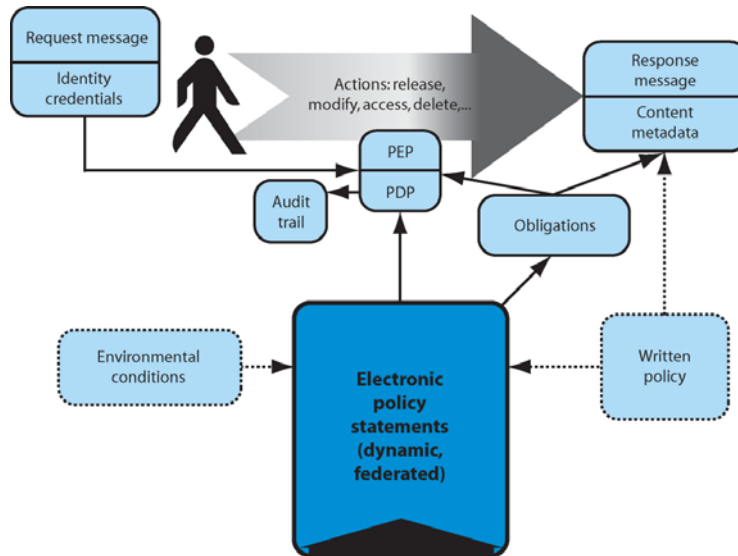 Request message
Identity
credentials
Actions: release,
modify, access, delete,...
Response
message
Content
metadata
PEP
PDP
Audit
trail
Obligations
Environmental
conditions
Electronic
policy
statements
(dynamic,
federated)
Written
policy